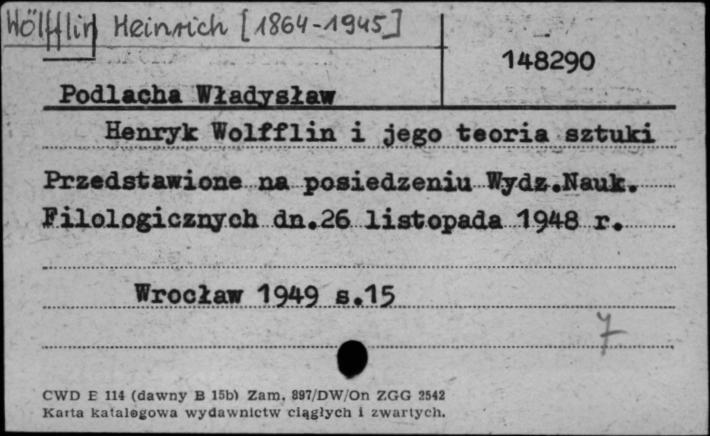 Wölfflin Heinrich [1864-1945]
148290
Podlacha Władysław
Henryk Wolfflin i jego teoria sztuki
Przedstawione na posiedzeniu Wydz.Nauk.
Filologicznych dn.26 listopada 1948 r.
Wrocław 1949 s.15
7
CWD E 114 (dawny B 15b) Zam. 897/DW/On ZGG 2542
Karta katalogowa wydawnictw ciągłych i zwartych.